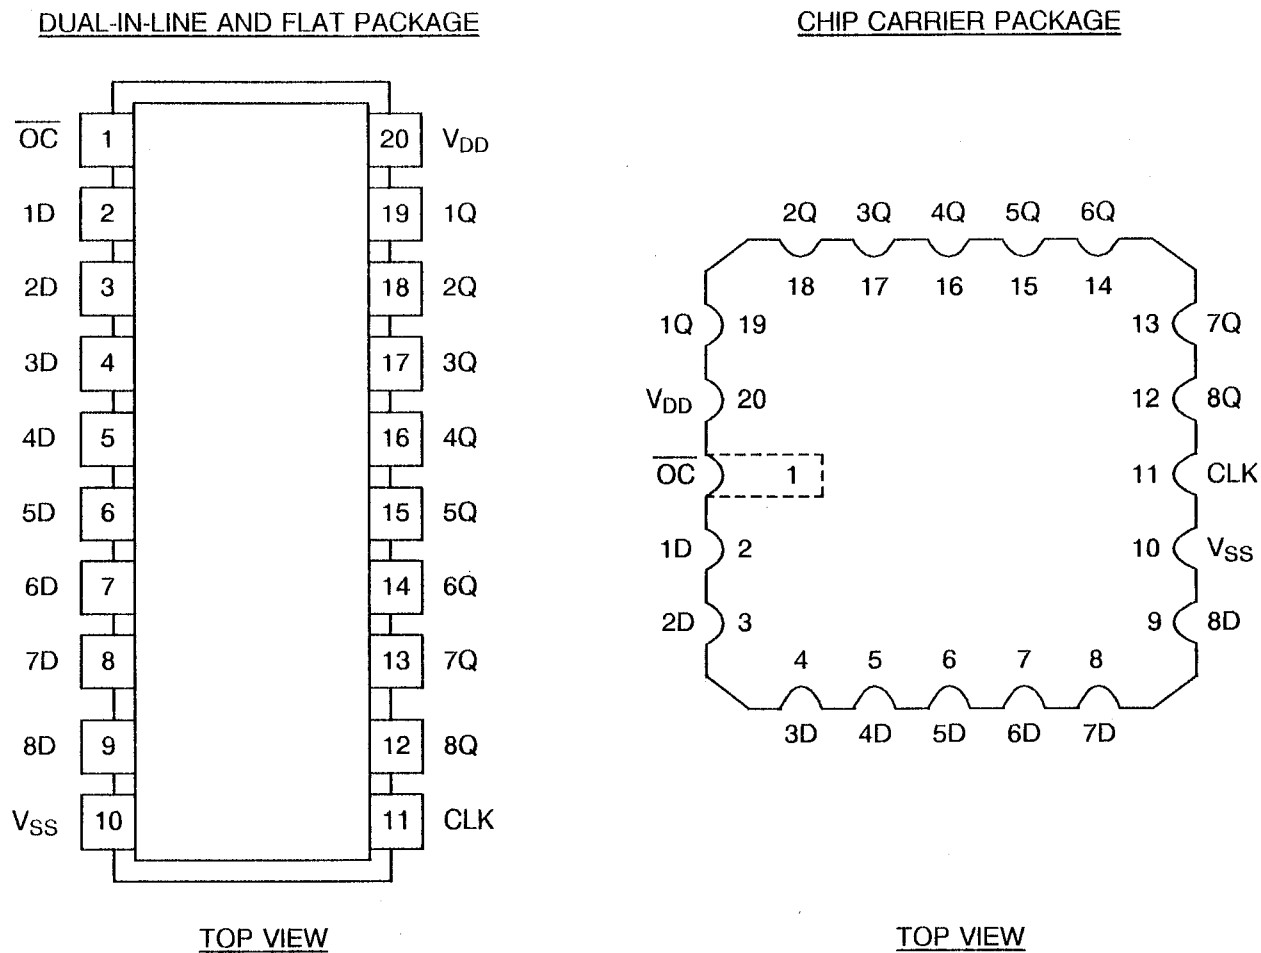 DUAL-IN-LINE AND FLAT PACKAGE
O̅C̅ 1 20 VDD
1D 2 19 1Q
2D 3 18 2Q
3D 4 17 3Q
4D 5 16 4Q
5D 6 15 5Q
6D 7 14 6Q
7D 8 13 7Q
8D 9 12 8Q
VSS 10 11 CLK
TOP VIEW
CHIP CARRIER PACKAGE
2Q 3Q 4Q 5Q 6Q
18 17 16 15 14
1Q 19 13 7Q
VDD 20 12 8Q
O̅C̅ 1 11 CLK
1D 2 10 VSS
2D 3 9 8D
4 5 6 7 8
3D 4D 5D 6D 7D
TOP VIEW